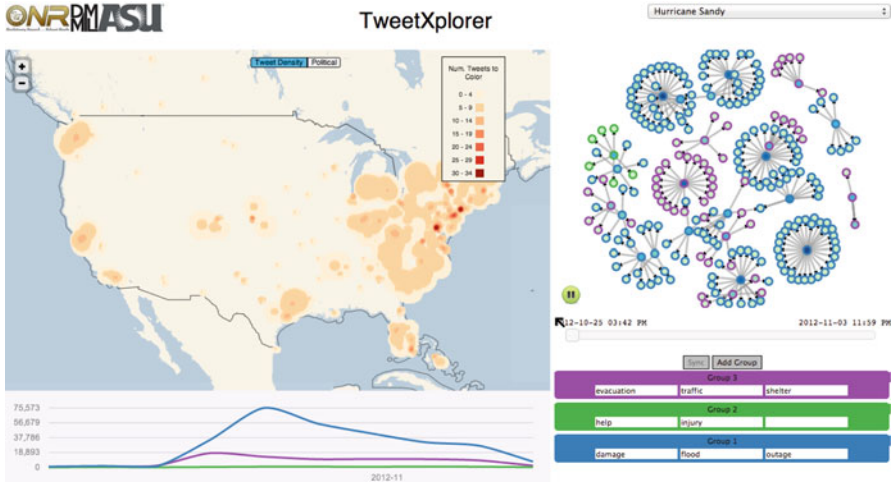 ONR DMML ASU
TweetXplorer
Hurricane Sandy
+
−
Tweet Density Political
Num. Tweets to
Color
0 - 4
5 - 9
10 - 14
15 - 19
20 - 24
25 - 29
30 - 34
12-10-25 03:42 PM
2012-11-03 11:59 PM
Sync Add Group
Group 3
evacuation traffic shelter
Group 2
help injury
Group 1
damage flood outage
75,573
56,679
37,786
18,893
0
2012-11